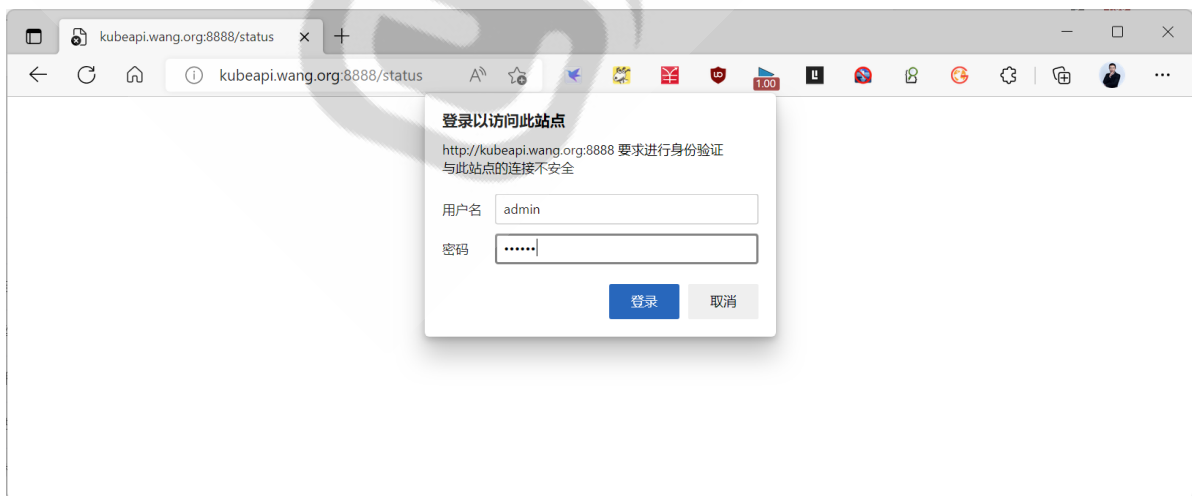 kubeapi.wang.org:8888/status
kubeapi.wang.org:8888/status
1.00
登录以访问此站点
http://kubeapi.wang.org:8888 要求进行身份验证
与此站点的连接不安全
用户名 admin
密码 ••••••
登录 取消